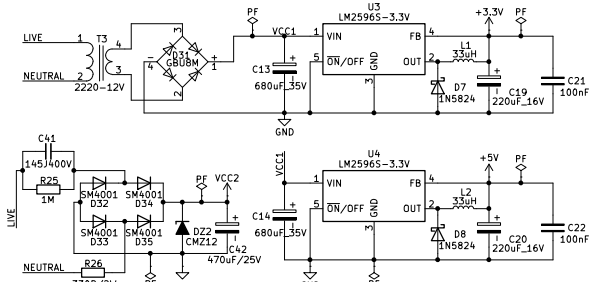 PF
U3
LM2596S-3.3V
+3.3V
PF
LIVE
1
T3
4
3
D31
GBU8M
VCC1
1
VIN
FB
4
L1
33uH
NEUTRAL
2
3
2220-12V
4
2
1
C13
680uF_35V
5
ON/OFF
GND
OUT
2
3
D7
1N5824
C19
220uF_16V
C21
100nF
GND
C41
145J400V
R25
1M
LIVE
SM4001
D32
SM4001
D34
SM4001
D33
SM4001
D35
PF
VCC2
DZ2
CMZ12
C42
470uF/25V
NEUTRAL
R26
VCC1
U4
LM2596S-3.3V
+5V
PF
1
VIN
FB
4
L2
33uH
C14
680uF_35V
5
ON/OFF
GND
OUT
2
3
D8
1N5824
C20
220uF_16V
C22
100nF